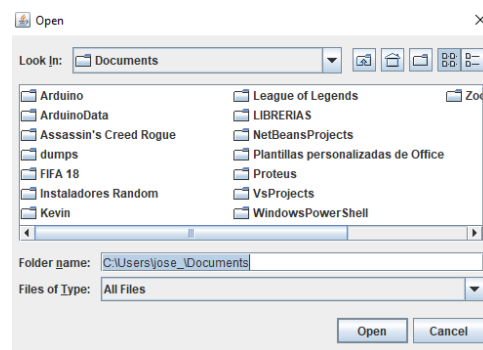 Open
Look In: Documents
Arduino League of Legends
ArduinoData LIBRERIAS
Assassin's Creed Rogue NetBeansProjects
dumps Plantillas personalizadas de Office
FIFA 18 Proteus
Instaladores Random VsProjects
Kevin WindowsPowerShell
Folder name: C:\Users\jose_\Documents
Files of Type: All Files
Open Cancel